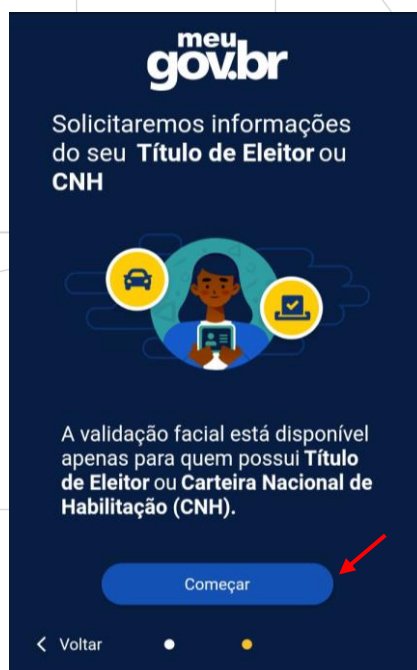 meu
gov.br
Solicitaremos informações
do seu Título de Eleitor ou
CNH
A validação facial está disponível
apenas para quem possui Título
de Eleitor ou Carteira Nacional de
Habilitação (CNH).
Começar
Voltar